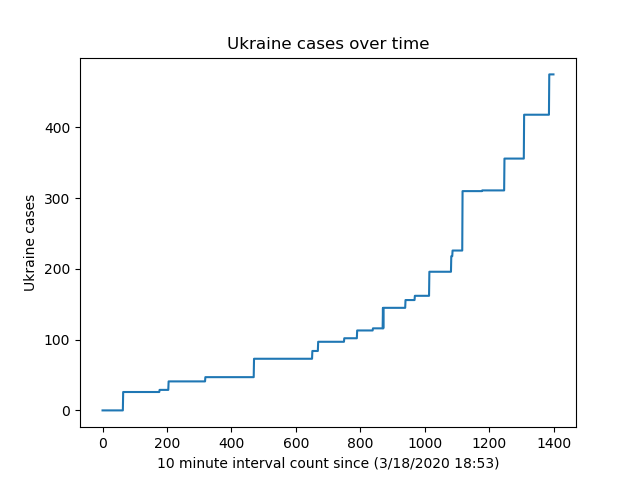 Ukraine cases over time
Ukraine cases
400
300
200
100
0
0 200 400 600 800 1000 1200 1400
10 minute interval count since (3/18/2020 18:53)